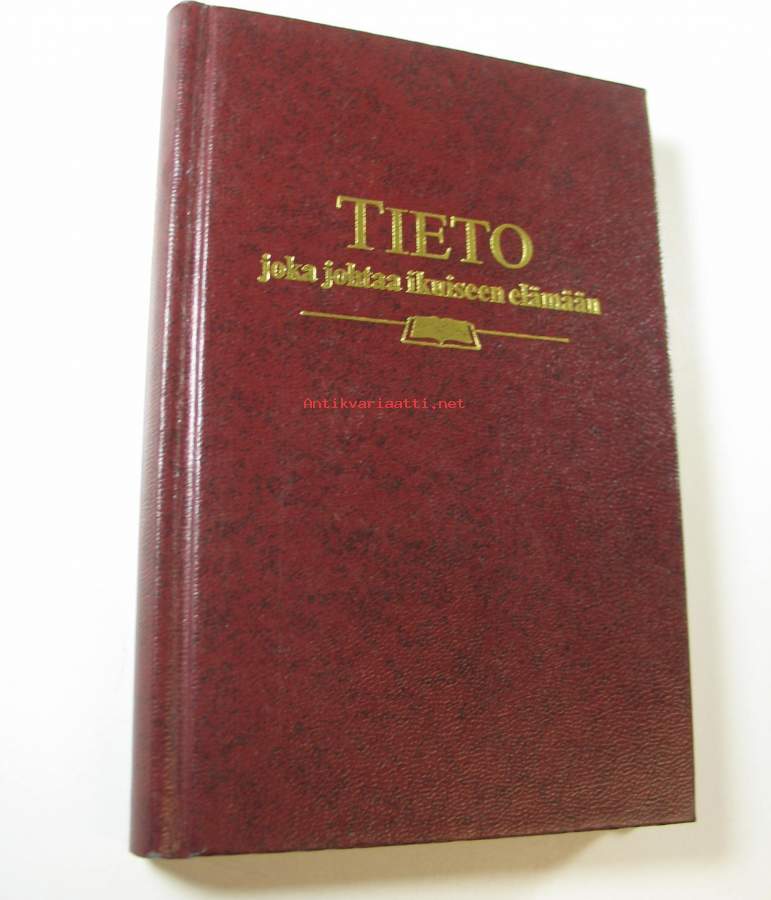 TIETO
joka johtaa ikuiseen elämään
Antikvariaatti.net